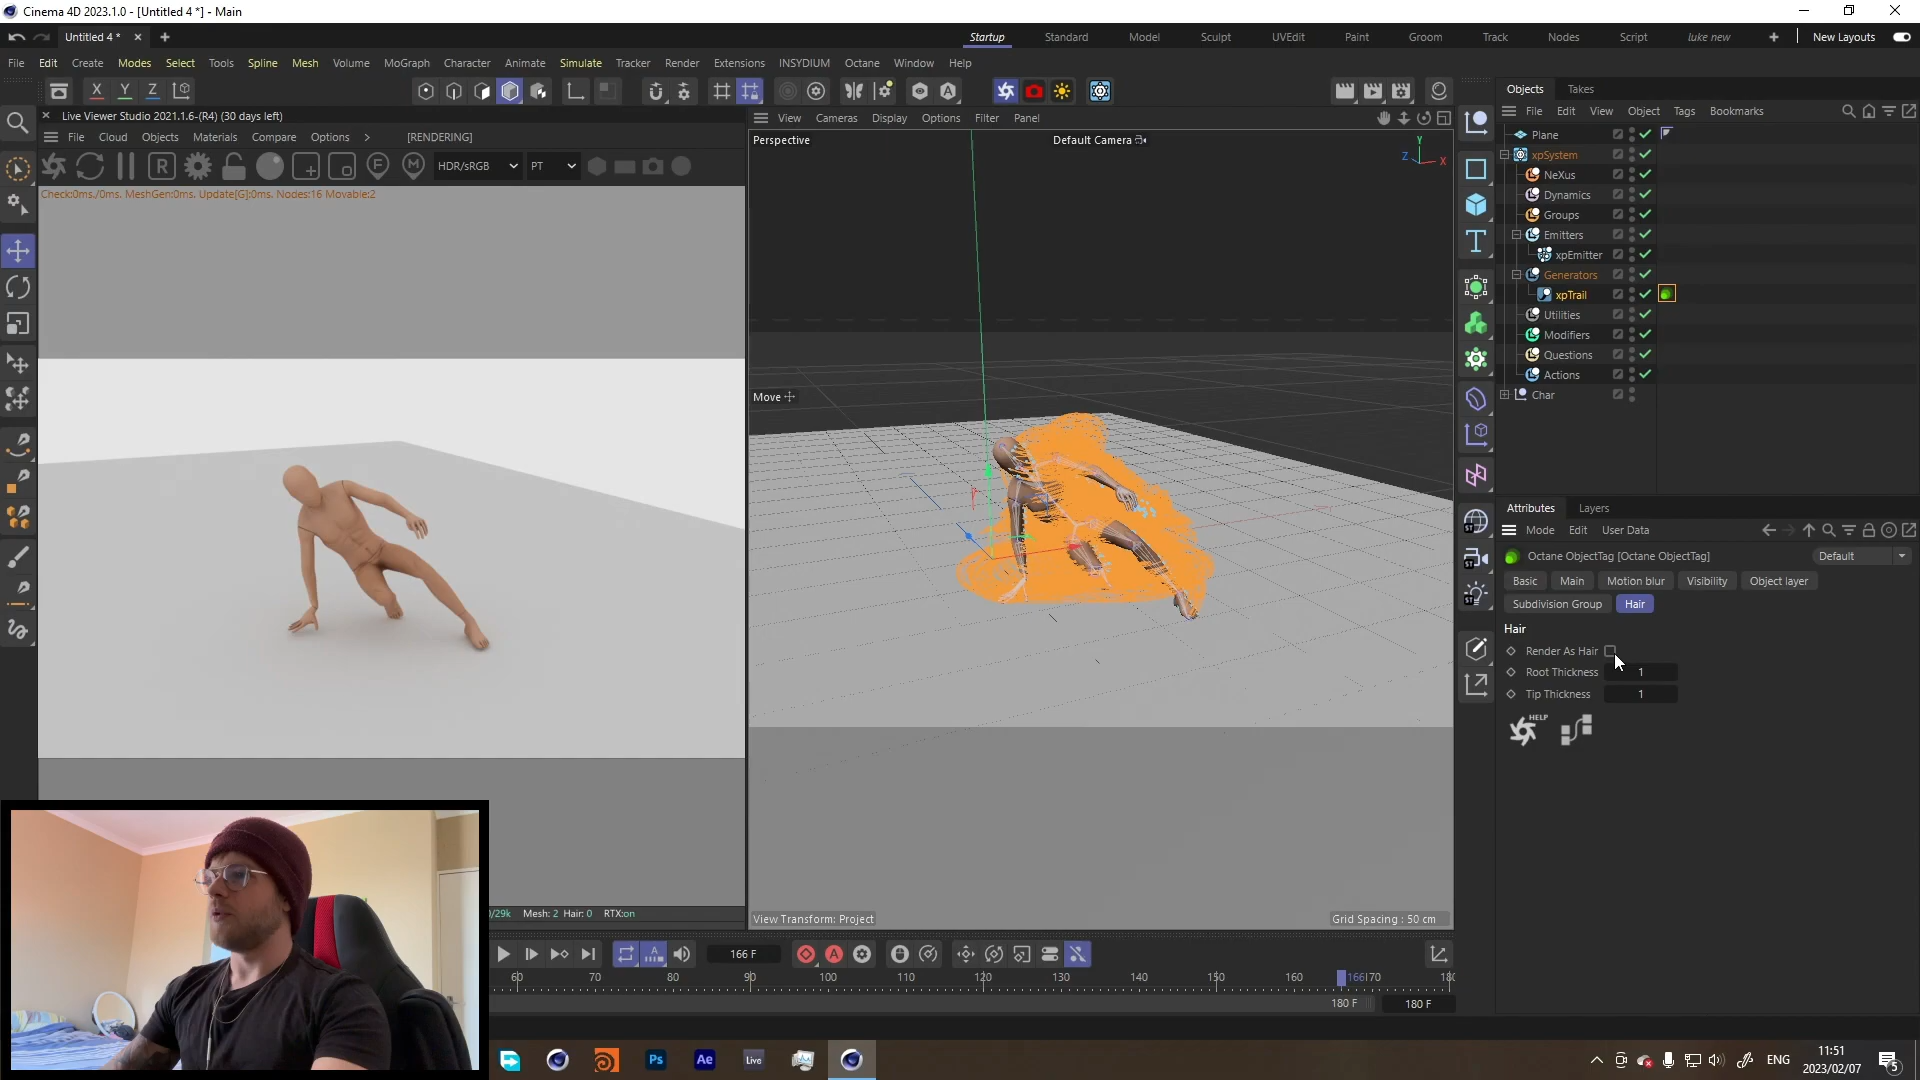 Cinema 4D 2023.1.0 - [Untitled 4 *] - Main
Untitled 4 *
Startup Standard Model Sculpt UVEdit Paint Groom Track Nodes Script luke new New Layouts
File Edit Create Modes Select Tools Spline Mesh Volume MoGraph Character Animate Simulate Tracker Render Extensions INSYDIUM Octane Window Help
X Y Z
Live Viewer Studio 2021.1.6-(R4) (30 days left)
File Cloud Objects Materials Compare Options > [RENDERING]
HDR/sRGB PT
Check:0ms./0ms. MeshGen:0ms. Update[G]:0ms. Nodes:16 Movable:2
View Cameras Display Options Filter Panel
Perspective
Default Camera
Y
Z X
Move
View Transform: Project
Grid Spacing : 50 cm
0/29k Mesh: 2 Hair: 0 RTX:on
166 F
60 70 80 90 100 110 120 130 140 150 160 166 170
180 F 180 F
Objects Takes
File Edit View Object Tags Bookmarks
Plane
xpSystem
NeXus
Dynamics
Groups
Emitters
xpEmitter
Generators
xpTrail
Utilities
Modifiers
Questions
Actions
Char
Attributes Layers
Mode Edit User Data
Octane ObjectTag [Octane ObjectTag] Default
Basic Main Motion blur Visibility Object layer
Subdivision Group Hair
Hair
Render As Hair
Root Thickness 1
Tip Thickness 1
HELP
Ps Ae Live
ENG
11:51
2023/02/07
5